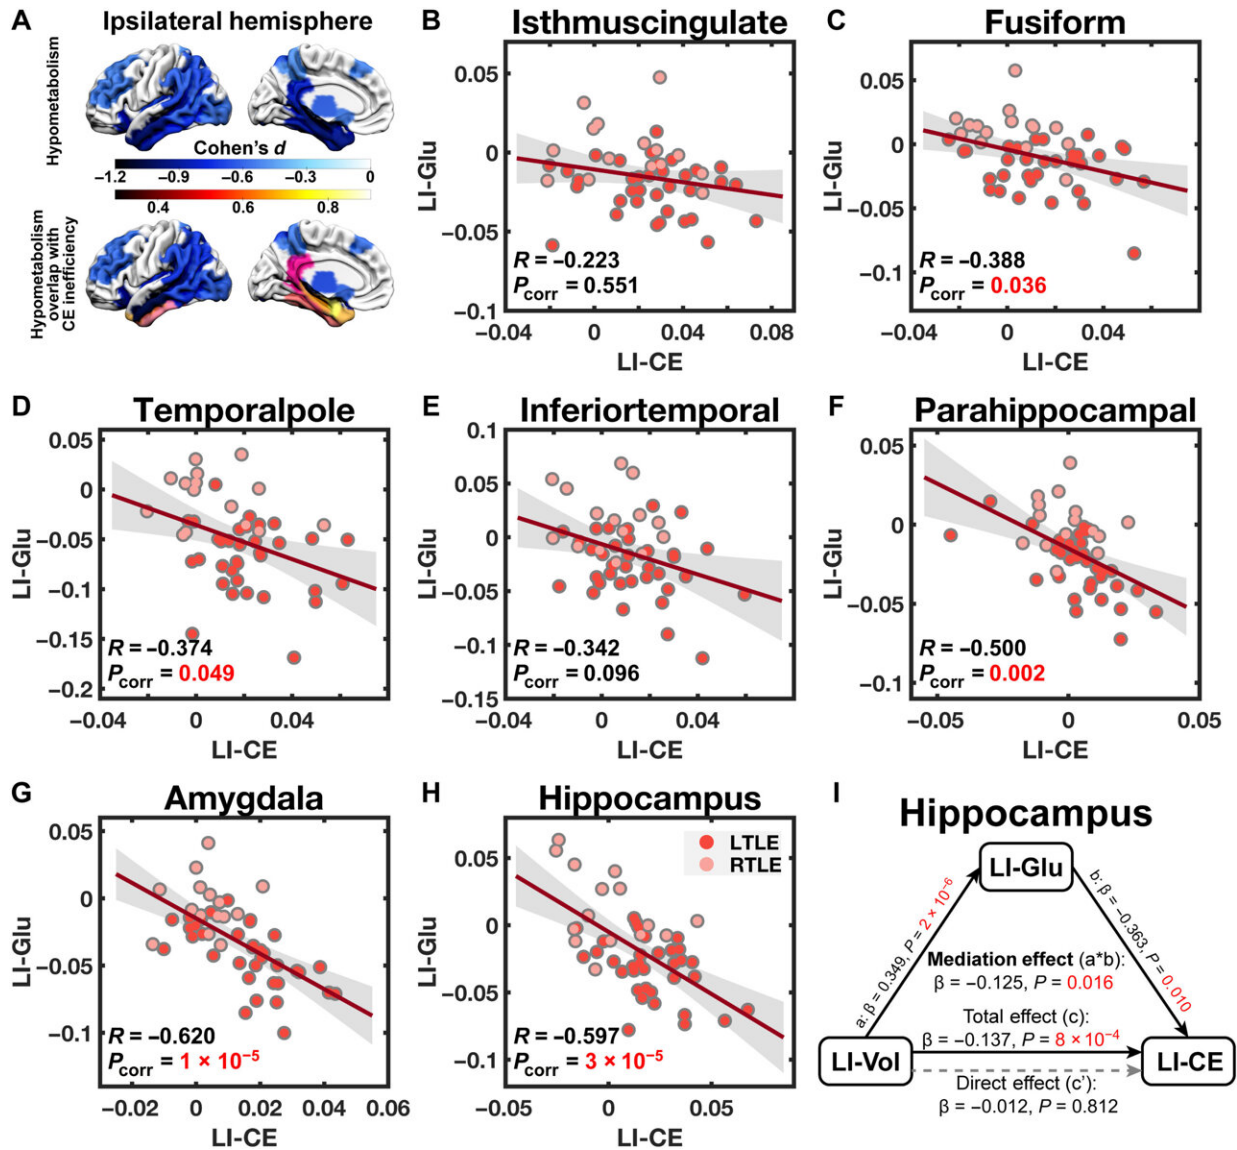 A
Ipsilateral hemisphere
Hypometabolism
Cohen's d
−1.2 −0.9 −0.6 −0.3 0
0.4 0.6 0.8
Hypometabolism
overlap with
CE inefficiency
B
Isthmuscingulate
0.05
0
−0.05
−0.1
LI-Glu
R = −0.223
Pcorr = 0.551
−0.04 0 0.04 0.08
LI-CE
C
Fusiform
0.05
0
−0.05
−0.1
LI-Glu
R = −0.388
Pcorr = 0.036
−0.04 0 0.04
LI-CE
D
Temporalpole
0.05
0
−0.05
−0.1
−0.15
−0.2
LI-Glu
R = −0.374
Pcorr = 0.049
−0.04 0 0.04
LI-CE
E
Inferiortemporal
0.1
0.05
0
−0.05
−0.1
−0.15
LI-Glu
R = −0.342
Pcorr = 0.096
−0.04 0 0.04
LI-CE
F
Parahippocampal
0.05
0
−0.05
−0.1
LI-Glu
R = −0.500
Pcorr = 0.002
−0.05 0 0.05
LI-CE
G
Amygdala
0.05
0
−0.05
−0.1
LI-Glu
R = −0.620
Pcorr = 1 × 10⁻⁵
−0.02 0 0.02 0.04 0.06
LI-CE
H
Hippocampus
LTLE
RTLE
0.05
0
−0.05
−0.1
LI-Glu
R = −0.597
Pcorr = 3 × 10⁻⁵
−0.05 0 0.05
LI-CE
I
Hippocampus
LI-Glu
a: β = 0.349, P = 2 × 10⁻⁶
b: β = −0.363, P = 0.010
Mediation effect (a*b):
β = −0.125, P = 0.016
Total effect (c):
β = −0.137, P = 8 × 10⁻⁴
LI-Vol
LI-CE
Direct effect (c'):
β = −0.012, P = 0.812